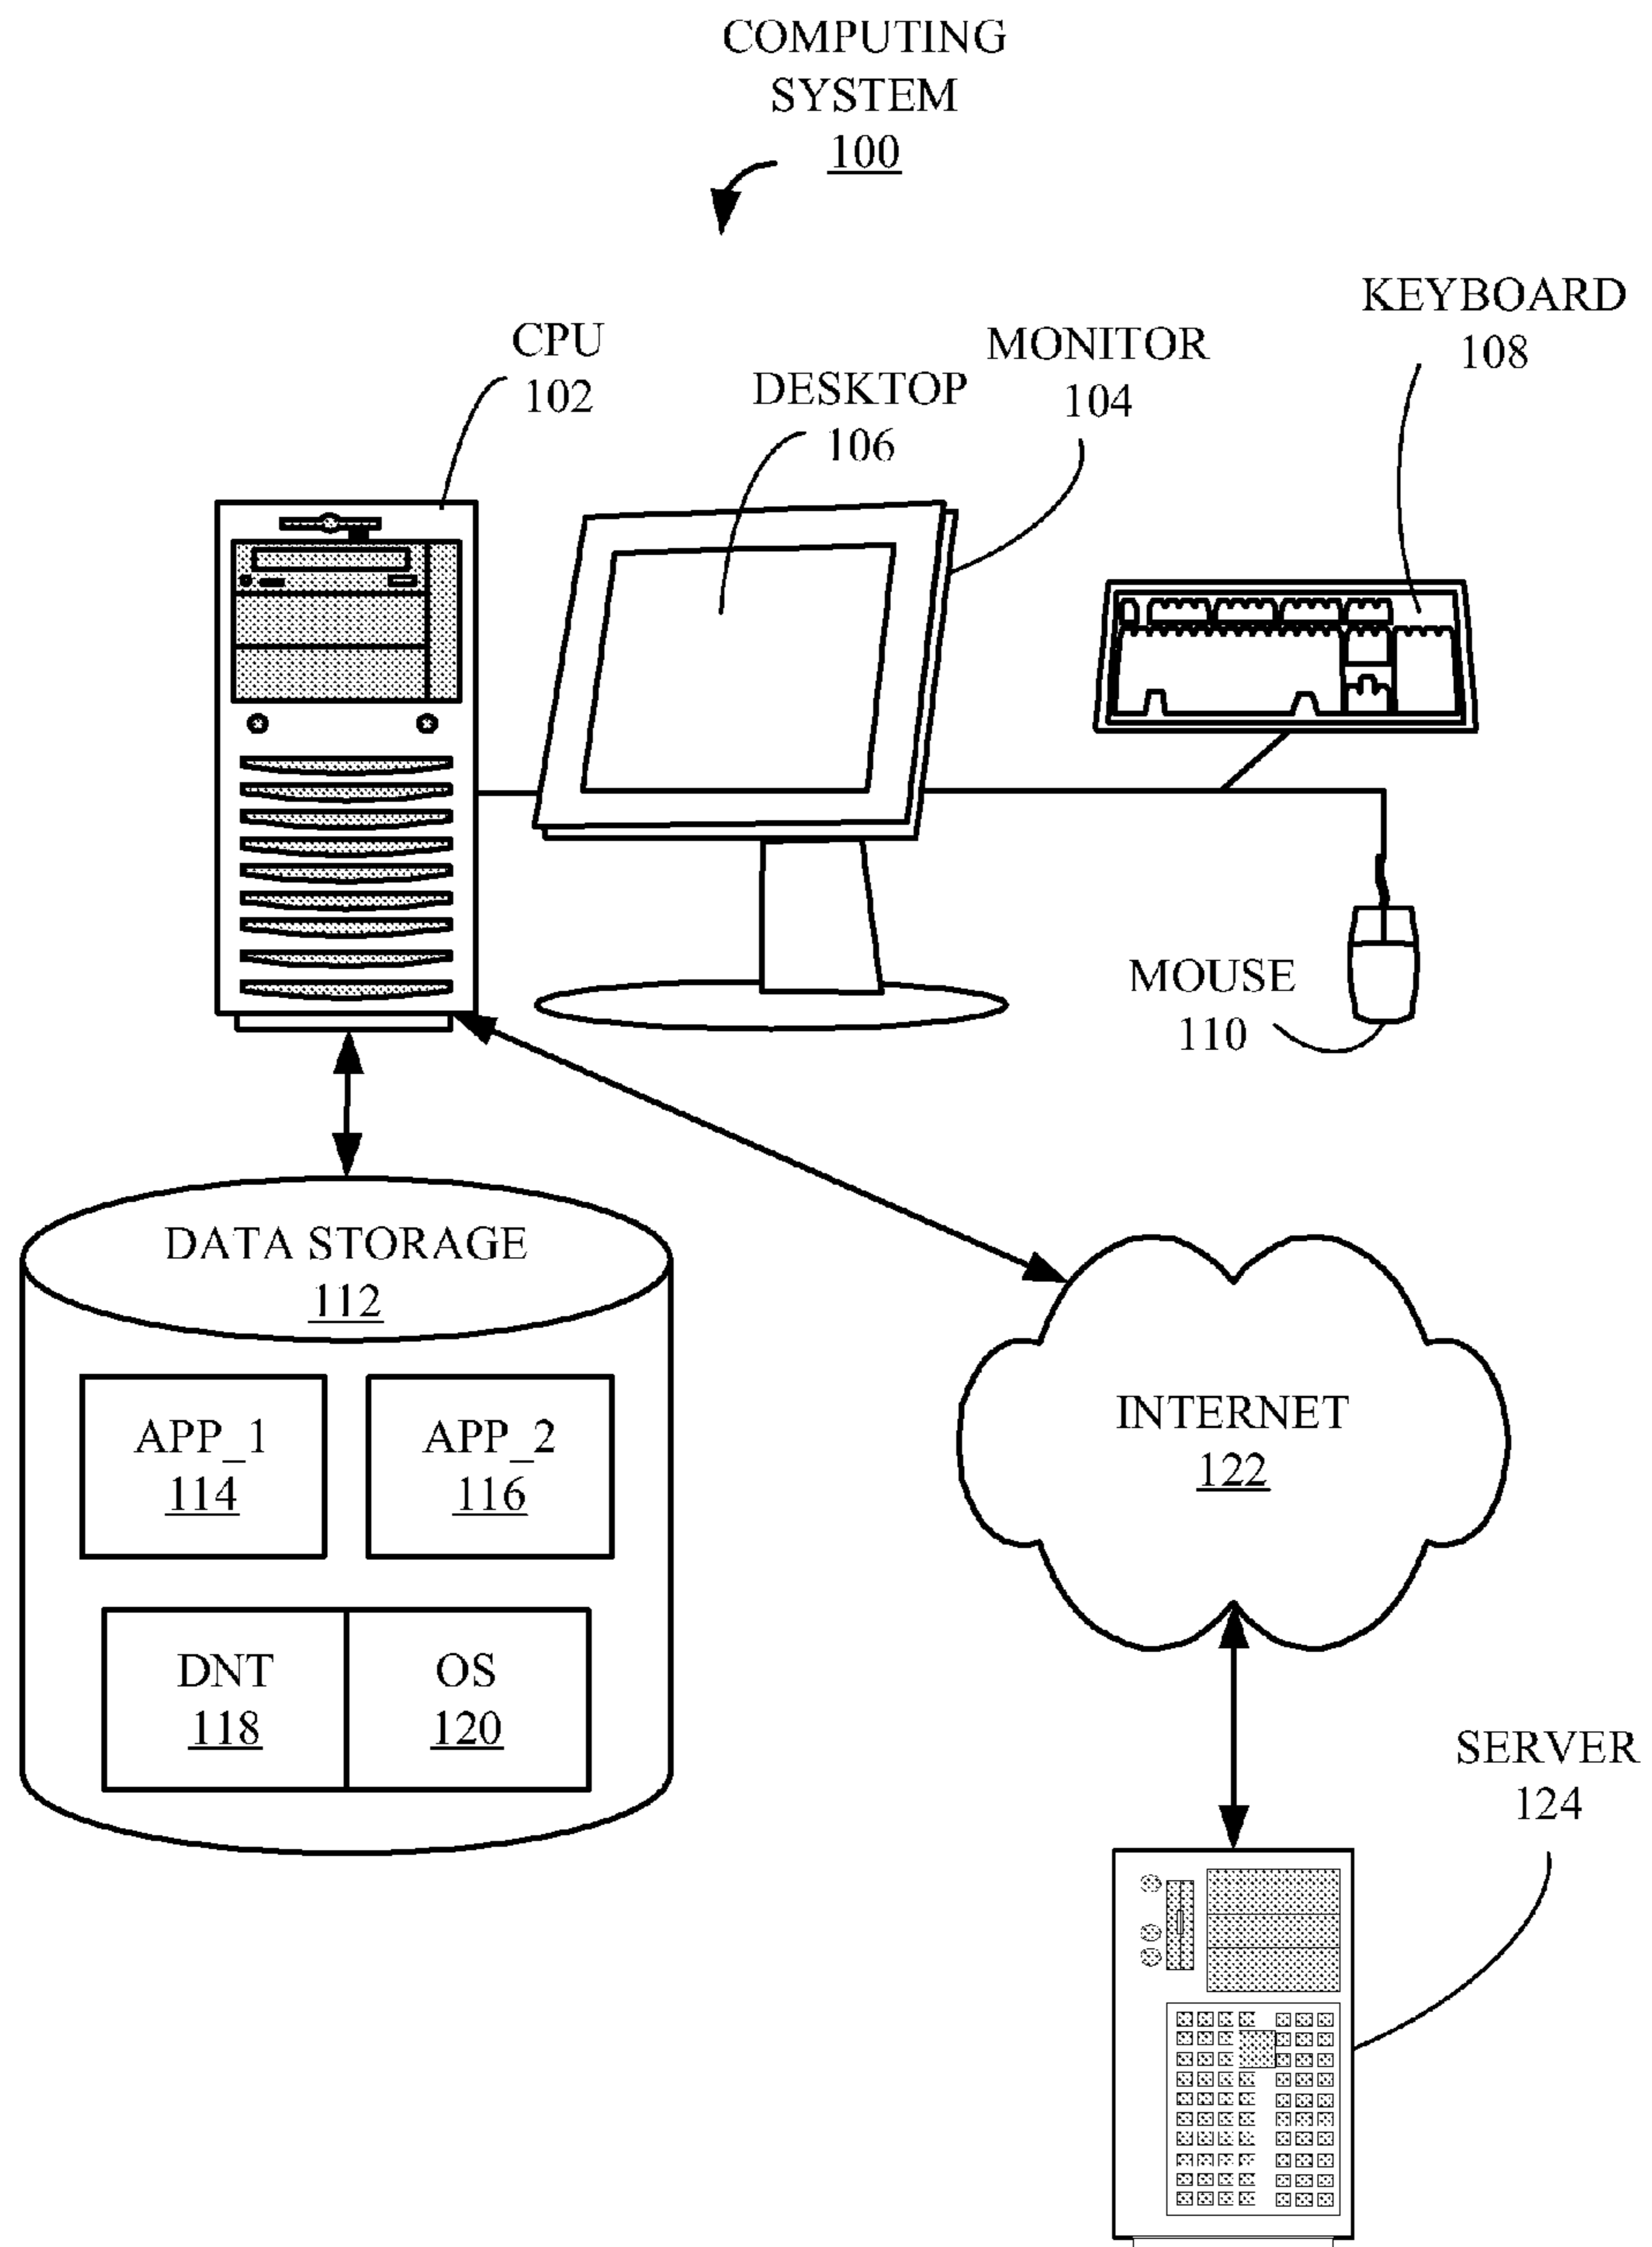 COMPUTING
SYSTEM
100
KEYBOARD
108
CPU
102
MONITOR
104
DESKTOP
106
MOUSE
110
DATA STORAGE
112
APP_1
114
APP_2
116
DNT
118
OS
120
INTERNET
122
SERVER
124